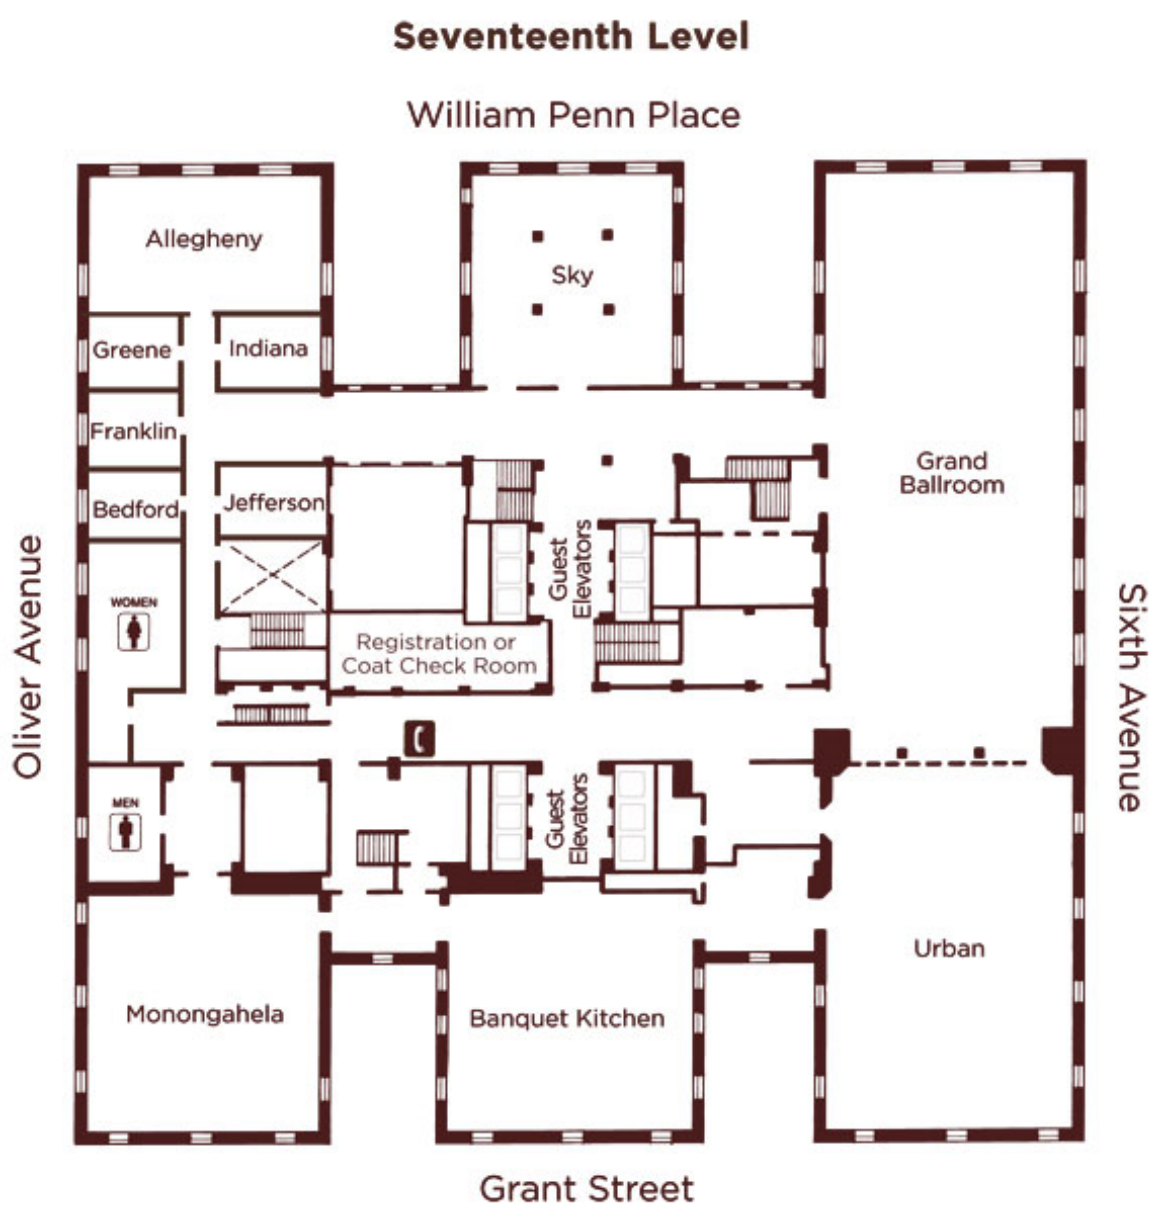 Seventeenth Level
William Penn Place
Allegheny
Sky
Greene
Indiana
Franklin
Grand
Ballroom
Bedford
Jefferson
Guest
Elevators
Oliver Avenue
WOMEN
Registration or
Coat Check Room
Sixth Avenue
MEN
Guest
Elevators
Urban
Monongahela
Banquet Kitchen
Grant Street